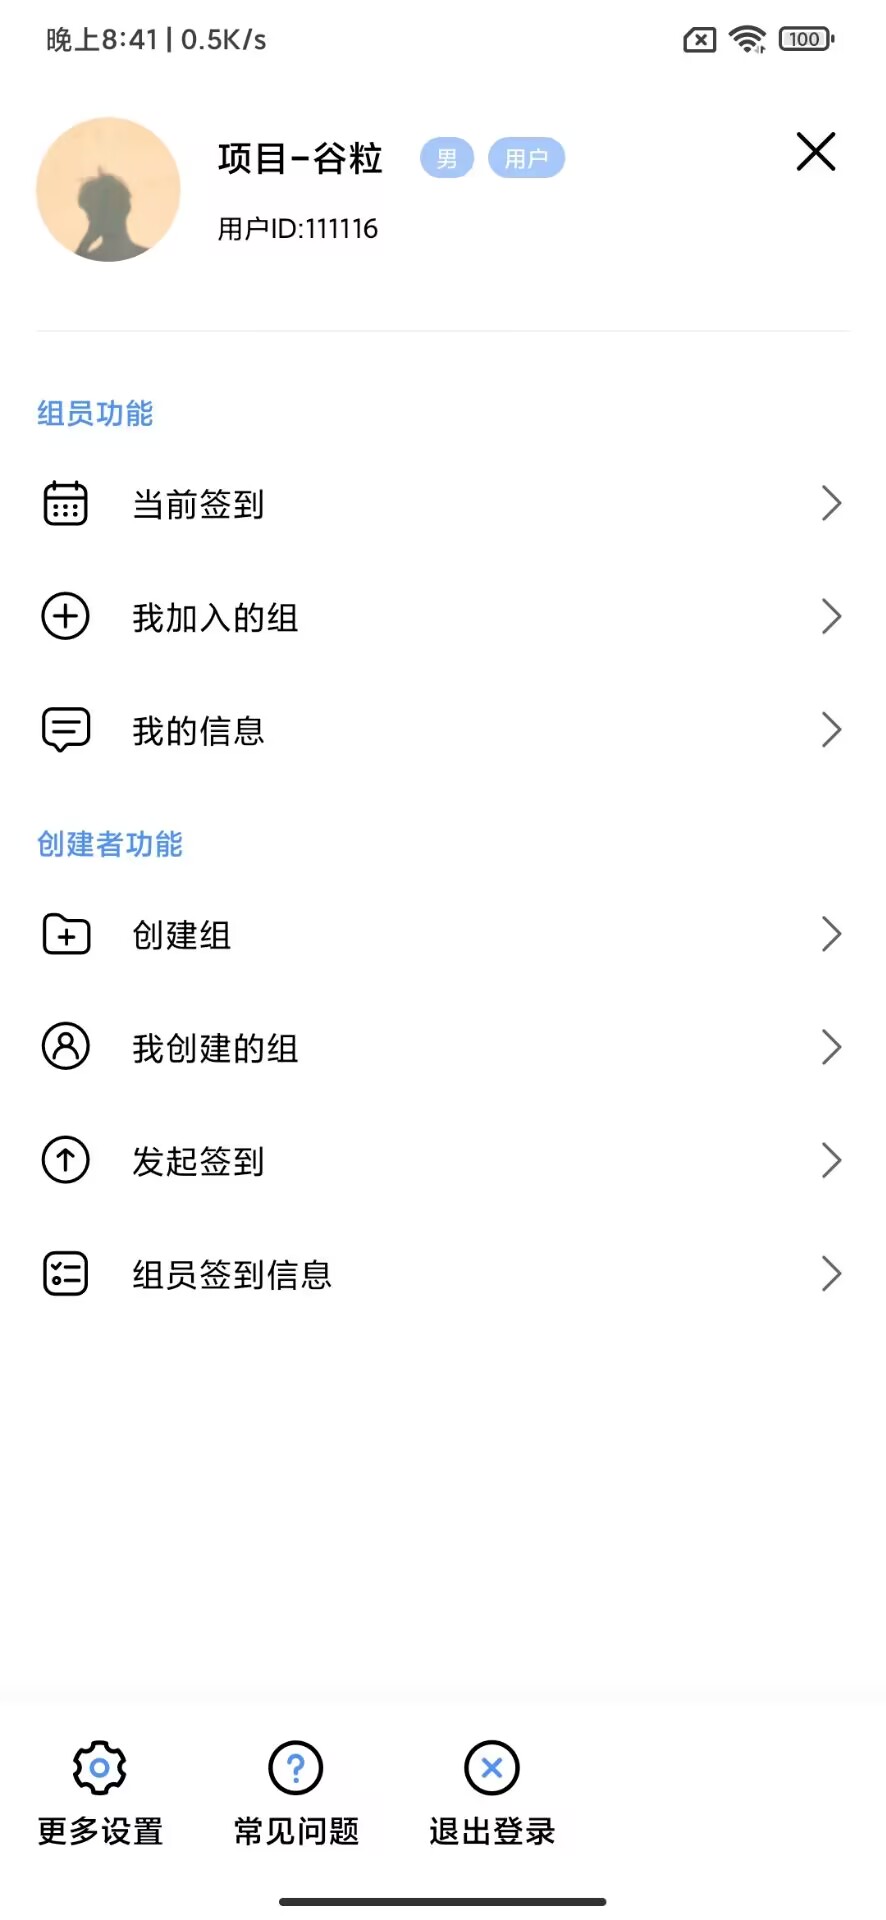 晚上8:41 | 0.5K/s
100
项目-谷粒 男 用户
用户ID:111116
组员功能
当前签到
我加入的组
我的信息
创建者功能
创建组
我创建的组
发起签到
组员签到信息
更多设置 常见问题 退出登录